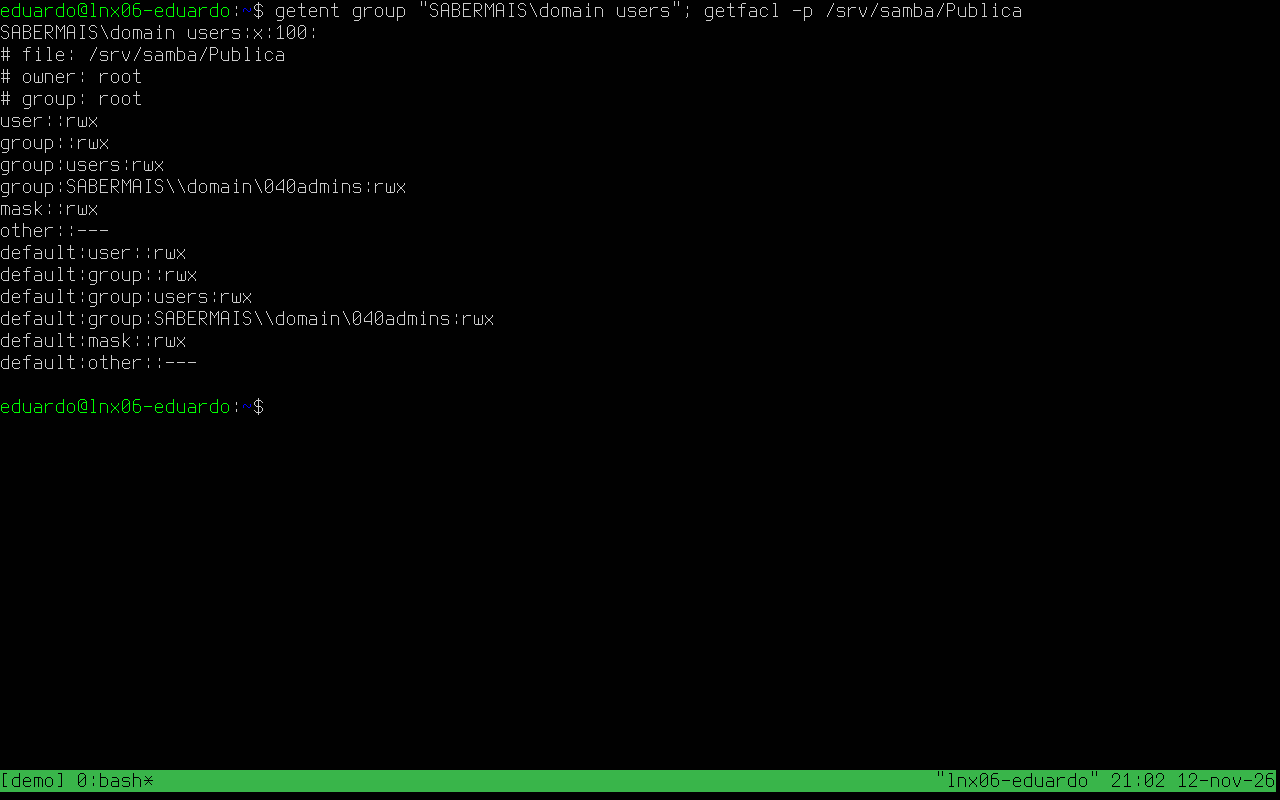 eduardo@lnx06-eduardo:~$ getent group "SABERMAIS\domain users"; getfacl -p /srv/samba/Publica
SABERMAIS\domain users:x:100:
# file: /srv/samba/Publica
# owner: root
# group: root
user::rwx
group::rwx
group:users:rwx
group:SABERMAIS\\domain\040admins:rwx
mask::rwx
other::---
default:user::rwx
default:group::rwx
default:group:users:rwx
default:group:SABERMAIS\\domain\040admins:rwx
default:mask::rwx
default:other::---
eduardo@lnx06-eduardo:~$
[demo] 0:bash* "lnx06-eduardo" 21:02 12-nov-26